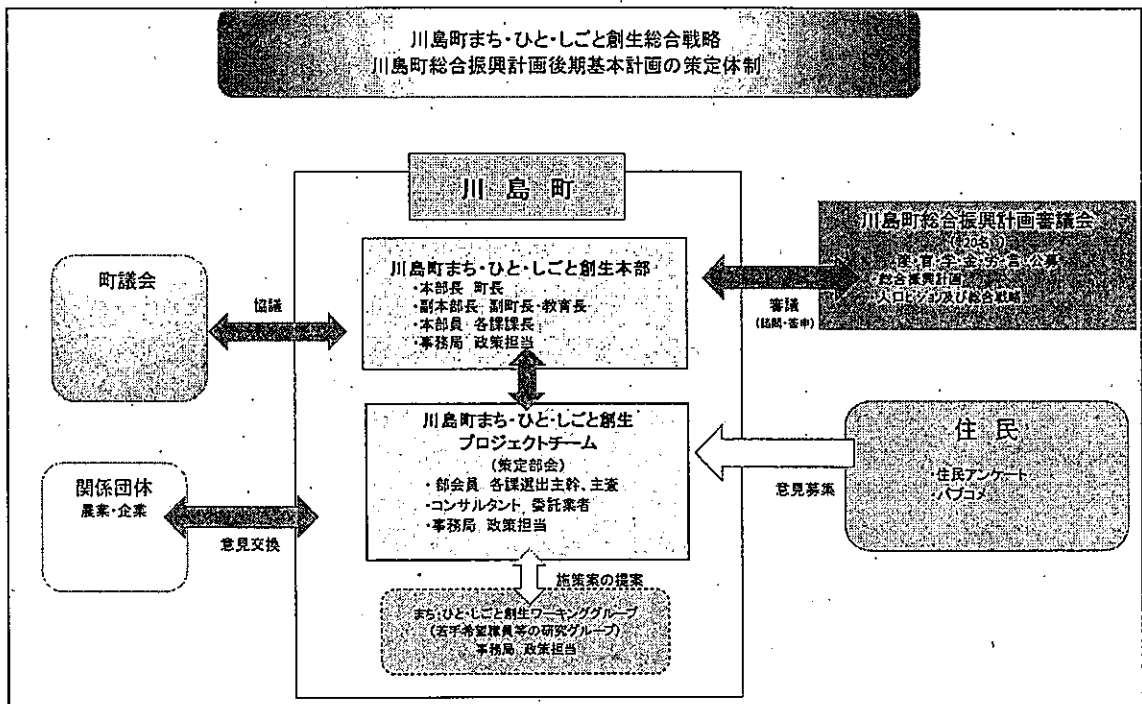 川島町まち・ひと・しごと創生総合戦略
川島町総合振興計画後期基本計画の策定体制
川島町
川島町まち・ひと・しごと創生本部
・本部長 町長
・副本部長 副町長・教育長
・本部員 各課課長
・事務局 政策担当
町議会
協議
川島町総合振興計画審議会
(20名)
産・官・学・金・労・言・公募
・総合振興計画
人口ビジョン及び総合戦略
審議
(諮問・答申)
川島町まち・ひと・しごと創生
プロジェクトチーム
(策定部会)
・部会員 各課選出主幹、主査
・コンサルタント 委託業者
・事務局 政策担当
関係団体
農業・企業
意見交換
住民
・住民アンケート
・パブコメ
意見募集
施策案の提案
まち・ひと・しごと創生ワーキンググループ
(若手希望職員等の研究グループ)
事務局 政策担当